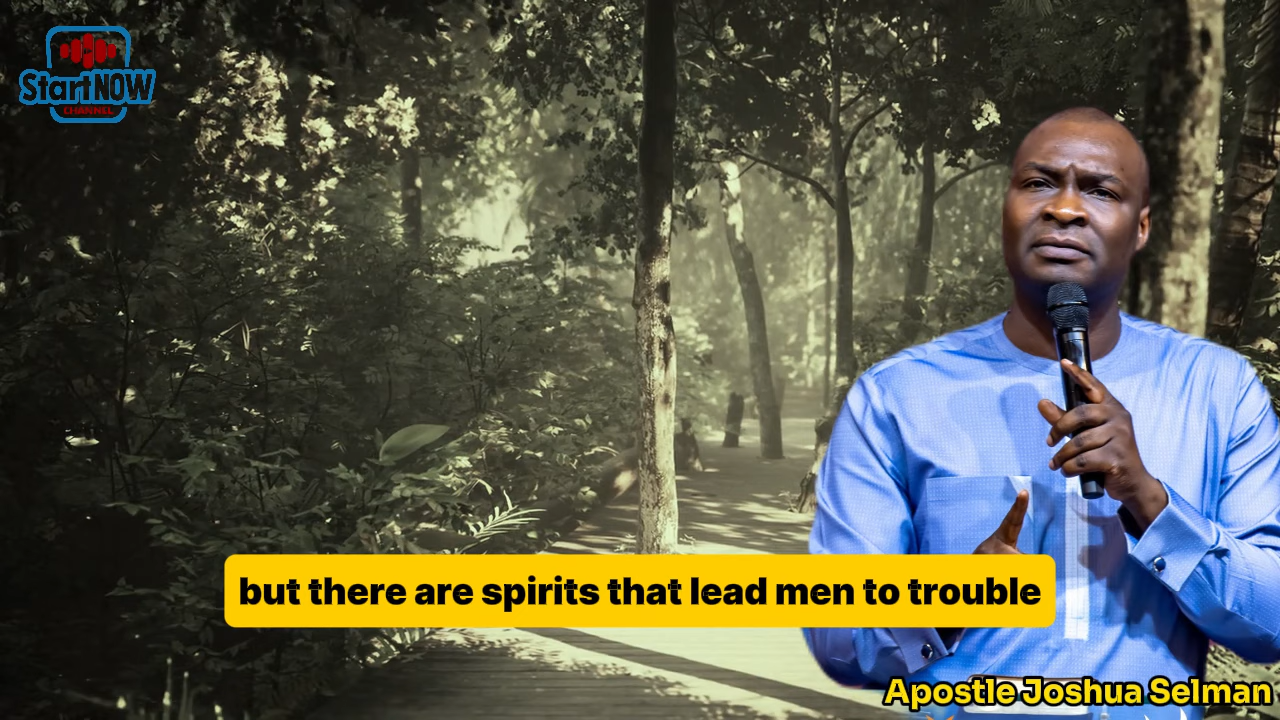 StartNOW
CHANNEL
but there are spirits that lead men to trouble
Apostle Joshua Selman